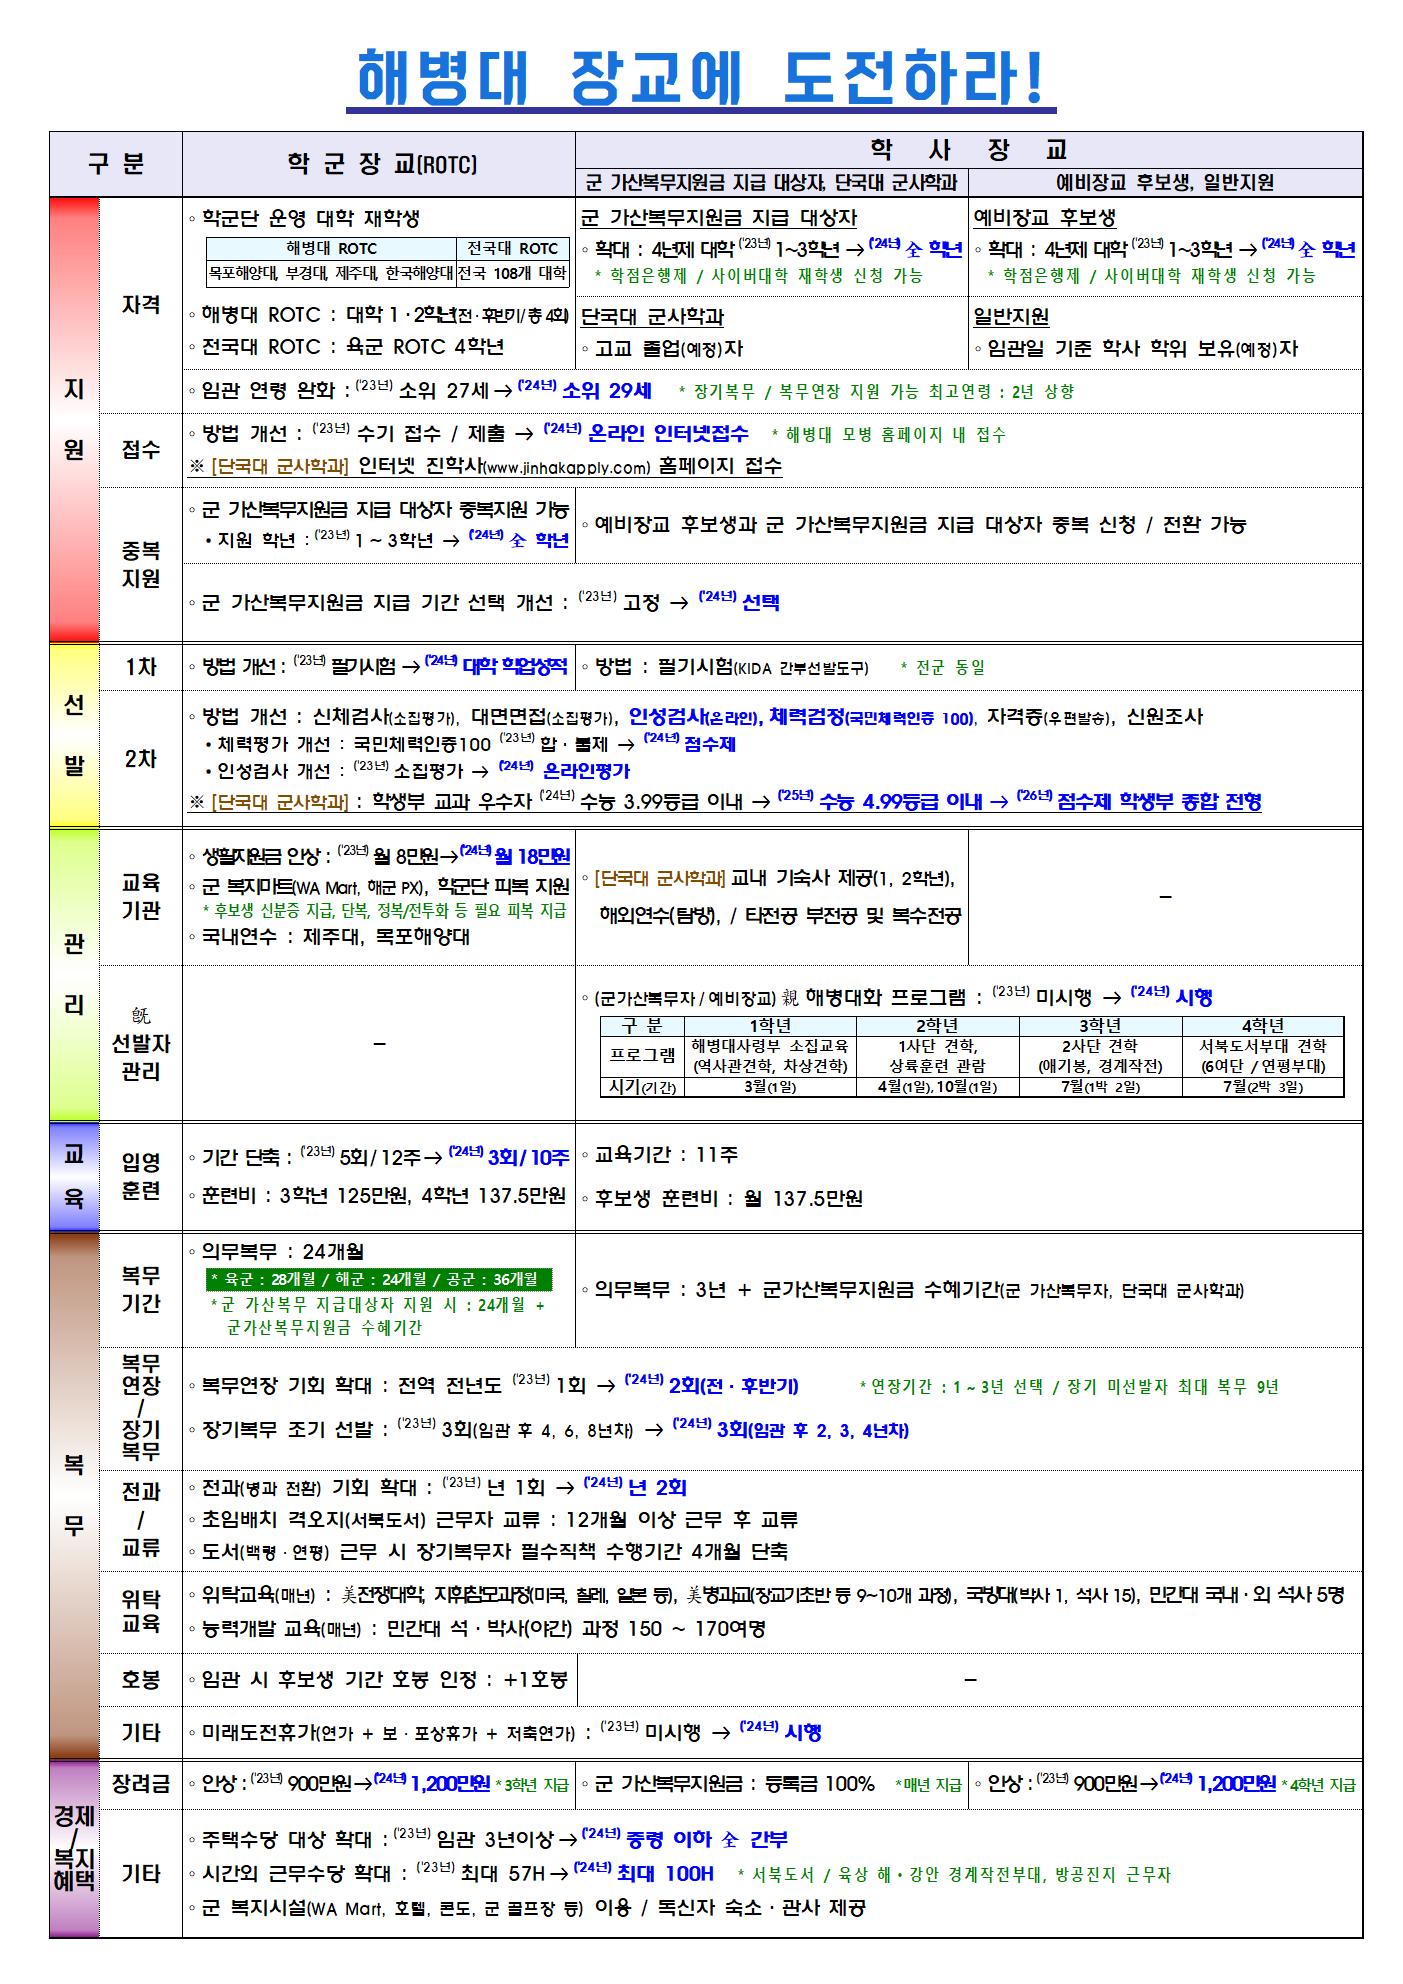 해병대 장교에 도전하라!
구 분
학 군 장 교(ROTC)
학 사 장 교
군 가산복무지원금 지급 대상자, 단국대 군사학과
예비장교 후보생, 일반지원
지 원
자격
◦ 학군단 운영 대학 재학생
해병대 ROTC
전국대 ROTC
목포해양대, 부경대, 제주대, 한국해양대
전국 108개 대학
◦ 해병대 ROTC : 대학 1 · 2학년(전 · 후반기/ 총 4회)
◦ 전국대 ROTC : 육군 ROTC 4학년
군 가산복무지원금 지급 대상자
◦ 확대 : 4년제 대학 ('23년) 1~3학년 → ('24년) 全 학년
* 학점은행제 / 사이버대학 재학생 신청 가능
단국대 군사학과
◦ 고교 졸업(예정)자
예비장교 후보생
◦ 확대 : 4년제 대학 ('23년) 1~3학년 → ('24년) 全 학년
* 학점은행제 / 사이버대학 재학생 신청 가능
일반지원
◦ 임관일 기준 학사 학위 보유(예정)자
◦ 임관 연령 완화 : ('23년) 소위 27세 → ('24년) 소위 29세 * 장기복무 / 복무연장 지원 가능 최고연령 : 2년 상향
접수
◦ 방법 개선 : ('23년) 수기 접수 / 제출 → ('24년) 온라인 인터넷접수 * 해병대 모병 홈페이지 내 접수
※ [단국대 군사학과] 인터넷 진학사(www.jinhakapply.com) 홈페이지 접수
중복
지원
◦ 군 가산복무지원금 지급 대상자 중복지원 가능
• 지원 학년 : ('23년) 1 ~ 3학년 → ('24년) 全 학년
◦ 예비장교 후보생과 군 가산복무지원금 지급 대상자 중복 신청 / 전환 가능
◦ 군 가산복무지원금 지급 기간 선택 개선 : ('23년) 고정 → ('24년) 선택
선 발
1차
◦ 방법 개선 : ('23년) 필기시험 → ('24년) 대학 학업성적
◦ 방법 : 필기시험(KIDA 간부선발도구) * 전군 동일
2차
◦ 방법 개선 : 신체검사(소집평가), 대면면접(소집평가), 인성검사(온라인), 체력검정(국민체력인증 100), 자격증(우편발송), 신원조사
• 체력평가 개선 : 국민체력인증100 ('23년) 합 · 불제 → ('24년) 점수제
• 인성검사 개선 : ('23년) 소집평가 → ('24년) 온라인평가
※ [단국대 군사학과] : 학생부 교과 우수자 ('24년) 수능 3.99등급 이내 → ('25년) 수능 4.99등급 이내 → ('26년) 점수제 학생부 종합 전형
관 리
교육
기관
◦ 생활지원금 인상 : ('23년) 월 8만원→('24년) 월 18만원
◦ 군 복지마트(WA Mart, 해군 PX), 학군단 피복 지원
* 후보생 신분증 지급, 단복, 정복/전투화 등 필요 피복 지급
◦ 국내연수 : 제주대, 목포해양대
◦ [단국대 군사학과] 교내 기숙사 제공(1, 2학년),
해외연수(탐방), / 타전공 부전공 및 복수전공
–
旣
선발자
관리
–
◦ (군가산복무자 / 예비장교) 親 해병대화 프로그램 : ('23년) 미시행 → ('24년) 시행
구 분
1학년
2학년
3학년
4학년
프로그램
해병대사령부 소집교육
(역사관견학, 차상견학)
1사단 견학,
상륙훈련 관람
2사단 견학
(애기봉, 경계작전)
서북도서부대 견학
(6여단 / 연평부대)
시기(기간)
3월(1일)
4월(1일), 10월(1일)
7월(1박 2일)
7월(2박 3일)
교 육
입영
훈련
◦ 기간 단축 : ('23년) 5회 / 12주 → ('24년) 3회 / 10주
◦ 훈련비 : 3학년 125만원, 4학년 137.5만원
◦ 교육기간 : 11주
◦ 후보생 훈련비 : 월 137.5만원
복 무
복무
기간
◦ 의무복무 : 24개월
* 육군 : 28개월 / 해군 : 24개월 / 공군 : 36개월
* 군 가산복무 지급대상자 지원 시 : 24개월 +
군가산복무지원금 수혜기간
◦ 의무복무 : 3년 + 군가산복무지원금 수혜기간(군 가산복무자, 단국대 군사학과)
복무
연장
/
장기
복무
◦ 복무연장 기회 확대 : 전역 전년도 ('23년) 1회 → ('24년) 2회(전 · 후반기) * 연장기간 : 1 ~ 3년 선택 / 장기 미선발자 최대 복무 9년
◦ 장기복무 조기 선발 : ('23년) 3회(임관 후 4, 6, 8년차) → ('24년) 3회(임관 후 2, 3, 4년차)
전과
/
교류
◦ 전과(병과 전환) 기회 확대 : ('23년) 년 1회 → ('24년) 년 2회
◦ 초임배치 격오지(서북도서) 근무자 교류 : 12개월 이상 근무 후 교류
◦ 도서(백령 · 연평) 근무 시 장기복무자 필수직책 수행기간 4개월 단축
위탁
교육
◦ 위탁교육(매년) : 美전쟁대학, 지휘참모과정(미국, 칠레, 일본 등), 美병과교(장교기초반 등 9~10개 과정), 국방대(박사 1, 석사 15), 민간대 국내 · 외 석사 5명
◦ 능력개발 교육(매년) : 민간대 석 · 박사(야간) 과정 150 ~ 170여명
호봉
◦ 임관 시 후보생 기간 호봉 인정 : +1호봉
–
기타
◦ 미래도전휴가(연가 + 보 · 포상휴가 + 저축연가) : ('23년) 미시행 → ('24년) 시행
경제
/
복지
혜택
장려금
◦ 인상 : ('23년) 900만원→('24년) 1,200만원 * 3학년 지급
◦ 군 가산복무지원금 : 등록금 100% * 매년 지급
◦ 인상 : ('23년) 900만원→('24년) 1,200만원 * 4학년 지급
기타
◦ 주택수당 대상 확대 : ('23년) 임관 3년이상→('24년) 중령 이하 全 간부
◦ 시간외 근무수당 확대 : ('23년) 최대 57H→('24년) 최대 100H * 서북도서 / 육상 해 · 강안 경계작전부대, 방공진지 근무자
◦ 군 복지시설(WA Mart, 호텔, 콘도, 군 골프장 등) 이용 / 독신자 숙소 · 관사 제공